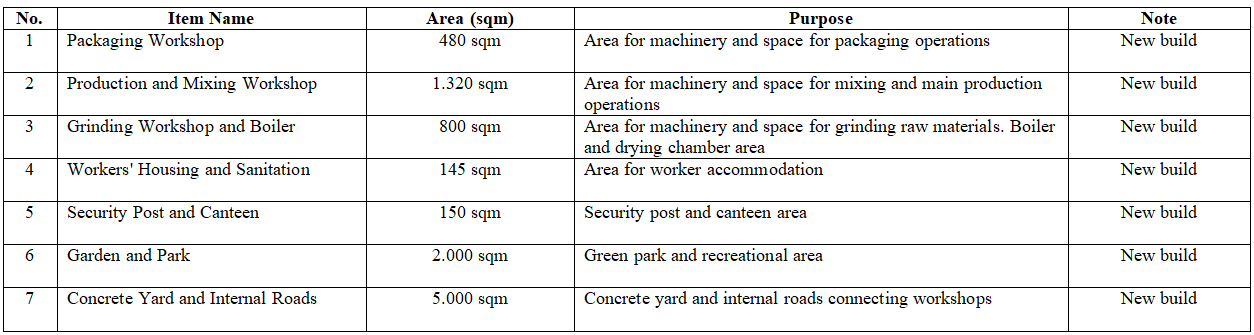 No. Item Name Area (sqm) Purpose Note
1 Packaging Workshop 480 sqm Area for machinery and space for packaging operations New build
2 Production and Mixing Workshop 1.320 sqm Area for machinery and space for mixing and main production New build
operations
3 Grinding Workshop and Boiler 800 sqm Area for machinery and space for grinding raw materials. Boiler New build
and drying chamber area
4 Workers' Housing and Sanitation 145 sqm Area for worker accommodation New build
5 Security Post and Canteen 150 sqm Security post and canteen area New build
6 Garden and Park 2.000 sqm Green park and recreational area New build
7 Concrete Yard and Internal Roads 5.000 sqm Concrete yard and internal roads connecting workshops New build